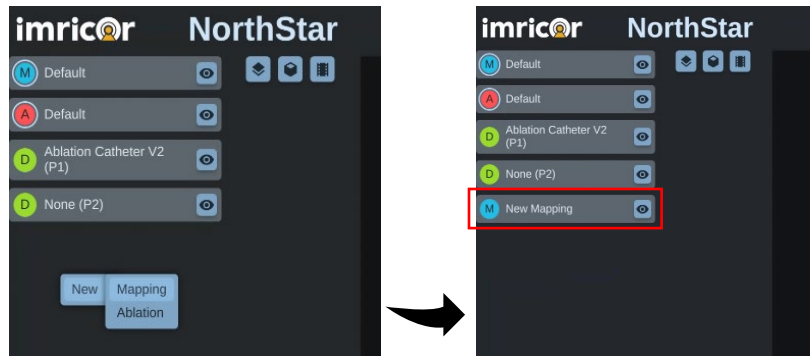 imricor NorthStar
M Default
A Default
D Ablation Catheter V2
(P1)
D None (P2)
New Mapping
Ablation
imricor NorthStar
M Default
A Default
D Ablation Catheter V2
(P1)
D None (P2)
M New Mapping